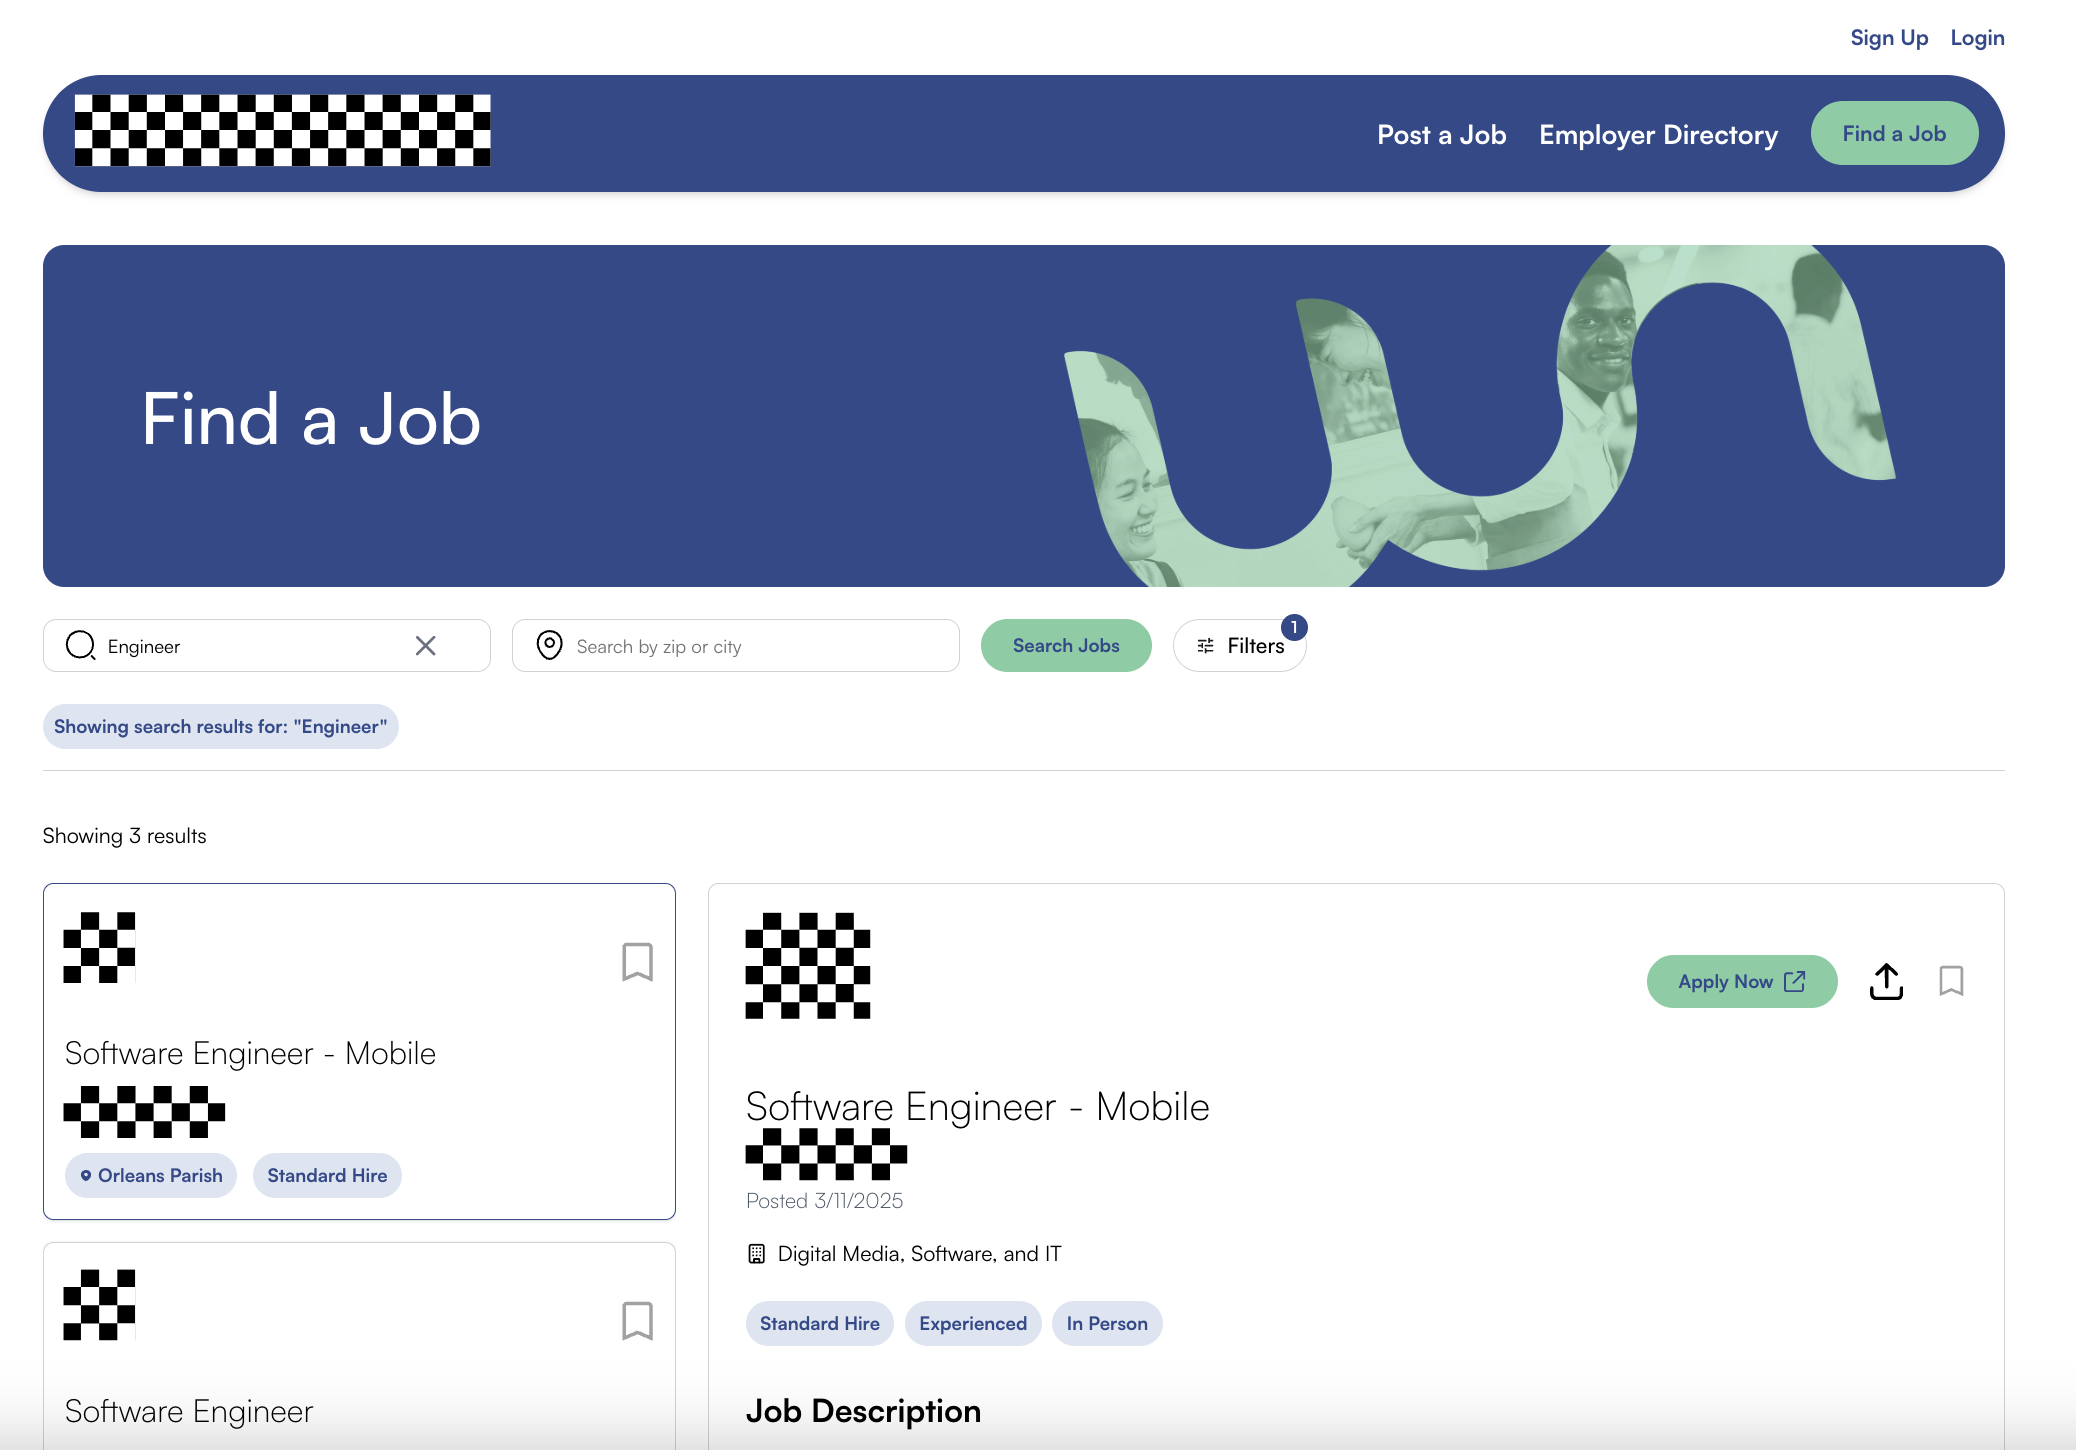 Sign Up Login
Post a Job Employer Directory Find a Job
Find a Job
Engineer Search by zip or city Search Jobs Filters 1
Showing search results for: "Engineer"
Showing 3 results
Software Engineer - Mobile
Orleans Parish Standard Hire
Software Engineer
Apply Now
Software Engineer - Mobile
Posted 3/11/2025
Digital Media, Software, and IT
Standard Hire Experienced In Person
Job Description